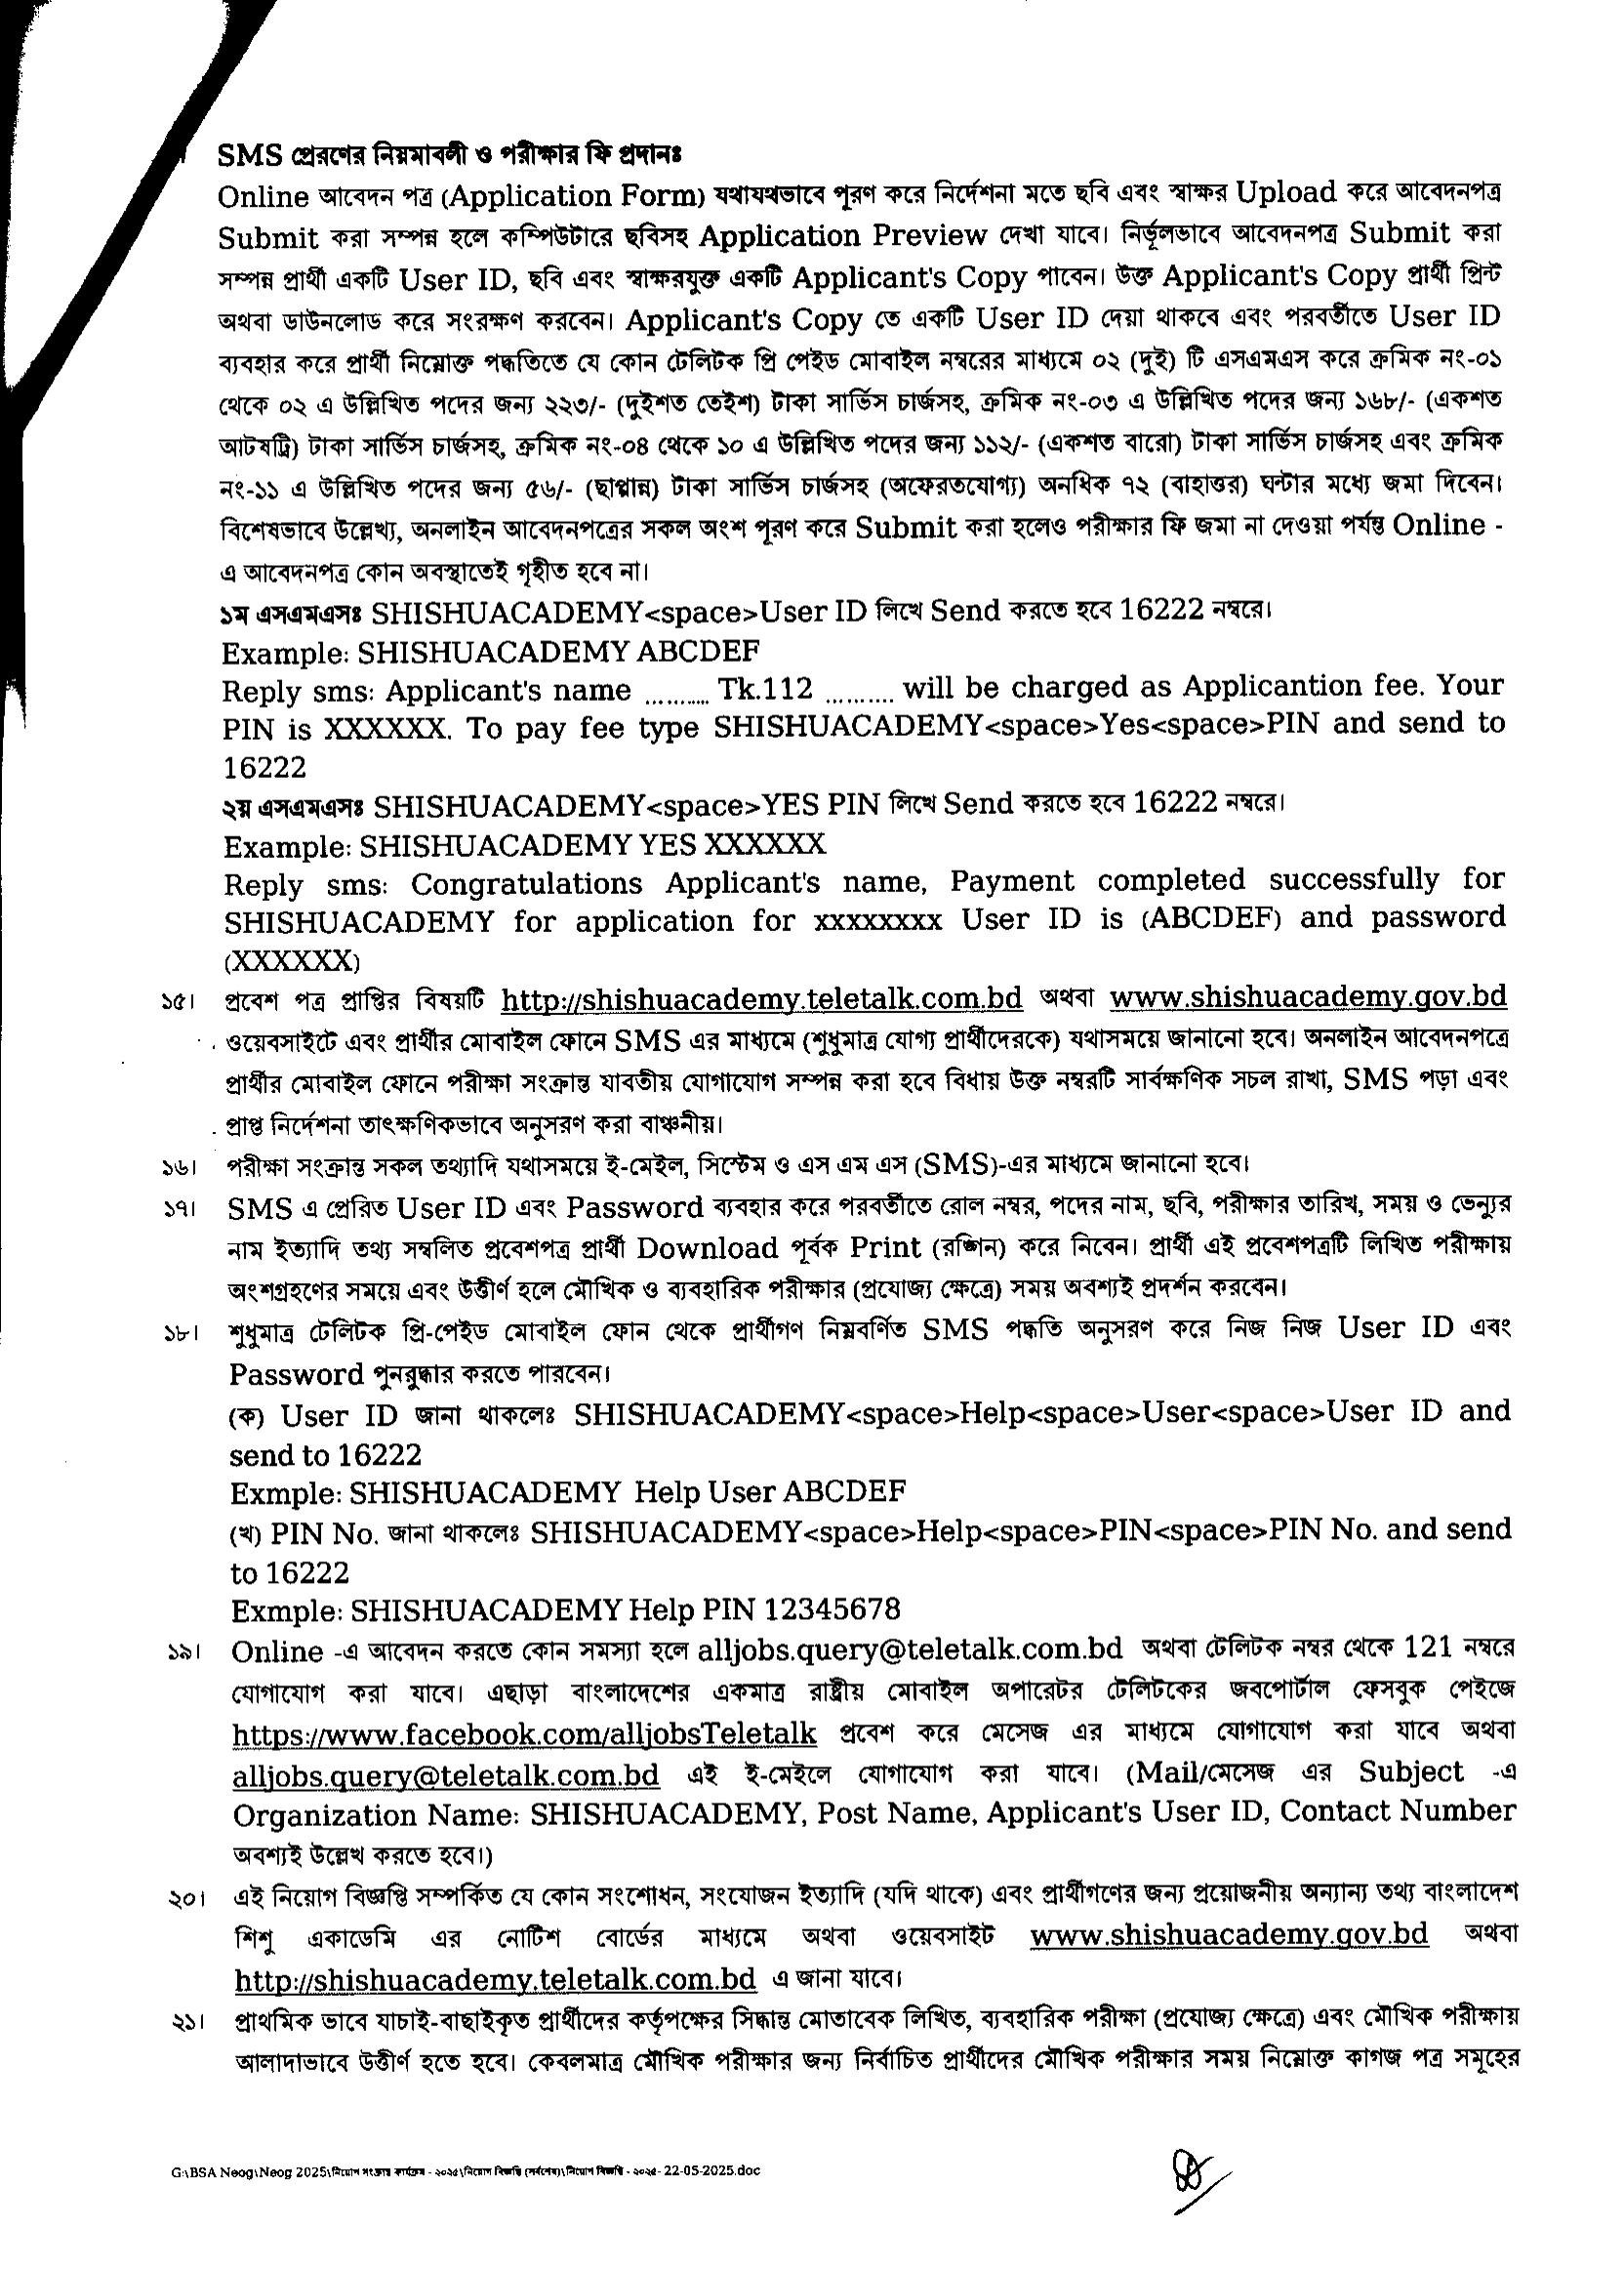 SMS প্রেরণের নিয়মাবলী ও পরীক্ষার ফি প্রদানঃ
Online আবেদন পত্র (Application Form) যথাযথভাবে পূরণ করে নির্দেশনা মতে ছবি এবং স্বাক্ষর Upload করে আবেদনপত্র
Submit করা সম্পন্ন হলে কম্পিউটারে ছবিসহ Application Preview দেখা যাবে। নির্ভূলভাবে আবেদনপত্র Submit করা
সম্পন্ন প্রার্থী একটি User ID, ছবি এবং স্বাক্ষরযুক্ত একটি Applicant's Copy পাবেন। উক্ত Applicant's Copy প্রার্থী প্রিন্ট
অথবা ডাউনলোড করে সংরক্ষণ করবেন। Applicant's Copy তে একটি User ID দেয়া থাকবে এবং পরবর্তীতে User ID
ব্যবহার করে প্রার্থী নিম্নোক্ত পদ্ধতিতে যে কোন টেলিটক প্রি পেইড মোবাইল নম্বরের মাধ্যমে ০২ (দুই) টি এসএমএস করে ক্রমিক নং-০১
থেকে ০২ এ উল্লিখিত পদের জন্য ২২৩/- (দুইশত তেইশ) টাকা সার্ভিস চার্জসহ, ক্রমিক নং-০৩ এ উল্লিখিত পদের জন্য ১৬৮/- (একশত
আটষট্টি) টাকা সার্ভিস চার্জসহ, ক্রমিক নং-০৪ থেকে ১০ এ উল্লিখিত পদের জন্য ১১২/- (একশত বারো) টাকা সার্ভিস চার্জসহ এবং ক্রমিক
নং-১১ এ উল্লিখিত পদের জন্য ৫৬/- (ছাপ্পান্ন) টাকা সার্ভিস চার্জসহ (অফেরতযোগ্য) অনধিক ৭২ (বাহাত্তর) ঘন্টার মধ্যে জমা দিবেন।
বিশেষভাবে উল্লেখ্য, অনলাইন আবেদনপত্রের সকল অংশ পূরণ করে Submit করা হলেও পরীক্ষার ফি জমা না দেওয়া পর্যন্ত Online -
এ আবেদনপত্র কোন অবস্থাতেই গৃহীত হবে না।
১ম এসএমএসঃ SHISHUACADEMY<space>User ID লিখে Send করতে হবে 16222 নম্বরে।
Example: SHISHUACADEMY ABCDEF
Reply sms: Applicant's name .......... Tk.112 .......... will be charged as Applicantion fee. Your
PIN is XXXXXX. To pay fee type SHISHUACADEMY<space>Yes<space>PIN and send to
16222
২য় এসএমএসঃ SHISHUACADEMY<space>YES PIN লিখে Send করতে হবে 16222 নম্বরে।
Example: SHISHUACADEMY YES XXXXXX
Reply sms: Congratulations Applicant's name, Payment completed successfully for
SHISHUACADEMY for application for xxxxxxxx User ID is (ABCDEF) and password
(XXXXXX)
১৫। প্রবেশ পত্র প্রাপ্তির বিষয়টি http://shishuacademy.teletalk.com.bd অথবা www.shishuacademy.gov.bd
ওয়েবসাইটে এবং প্রার্থীর মোবাইল ফোনে SMS এর মাধ্যমে (শুধুমাত্র যোগ্য প্রার্থীদেরকে) যথাসময়ে জানানো হবে। অনলাইন আবেদনপত্রে
প্রার্থীর মোবাইল ফোনে পরীক্ষা সংক্রান্ত যাবতীয় যোগাযোগ সম্পন্ন করা হবে বিধায় উক্ত নম্বরটি সার্বক্ষণিক সচল রাখা, SMS পড়া এবং
প্রাপ্ত নির্দেশনা তাৎক্ষণিকভাবে অনুসরণ করা বাঞ্চনীয়।
১৬। পরীক্ষা সংক্রান্ত সকল তথ্যাদি যথাসময়ে ই-মেইল, সিস্টেম ও এস এম এস (SMS)-এর মাধ্যমে জানানো হবে।
১৭। SMS এ প্রেরিত User ID এবং Password ব্যবহার করে পরবর্তীতে রোল নম্বর, পদের নাম, ছবি, পরীক্ষার তারিখ, সময় ও ভেন্যুর
নাম ইত্যাদি তথ্য সম্বলিত প্রবেশপত্র প্রার্থী Download পূর্বক Print (রঙ্গিন) করে নিবেন। প্রার্থী এই প্রবেশপত্রটি লিখিত পরীক্ষায়
অংশগ্রহণের সময়ে এবং উত্তীর্ণ হলে মৌখিক ও ব্যবহারিক পরীক্ষার (প্রযোজ্য ক্ষেত্রে) সময় অবশ্যই প্রদর্শন করবেন।
১৮। শুধুমাত্র টেলিটক প্রি-পেইড মোবাইল ফোন থেকে প্রার্থীগণ নিম্নবর্ণিত SMS পদ্ধতি অনুসরণ করে নিজ নিজ User ID এবং
Password পুনরুদ্ধার করতে পারবেন।
(ক) User ID জানা থাকলেঃ SHISHUACADEMY<space>Help<space>User<space>User ID and
send to 16222
Exmple: SHISHUACADEMY Help User ABCDEF
(খ) PIN No. জানা থাকলেঃ SHISHUACADEMY<space>Help<space>PIN<space>PIN No. and send
to 16222
Exmple: SHISHUACADEMY Help PIN 12345678
১৯। Online -এ আবেদন করতে কোন সমস্যা হলে alljobs.query@teletalk.com.bd অথবা টেলিটক নম্বর থেকে 121 নম্বরে
যোগাযোগ করা যাবে। এছাড়া বাংলাদেশের একমাত্র রাষ্ট্রীয় মোবাইল অপারেটর টেলিটকের জবপোর্টাল ফেসবুক পেইজে
https://www.facebook.com/alljobsTeletalk প্রবেশ করে মেসেজ এর মাধ্যমে যোগাযোগ করা যাবে অথবা
alljobs.query@teletalk.com.bd এই ই-মেইলে যোগাযোগ করা যাবে। (Mail/মেসেজ এর Subject -এ
Organization Name: SHISHUACADEMY, Post Name, Applicant's User ID, Contact Number
অবশ্যই উল্লেখ করতে হবে।)
২০। এই নিয়োগ বিজ্ঞপ্তি সম্পর্কিত যে কোন সংশোধন, সংযোজন ইত্যাদি (যদি থাকে) এবং প্রার্থীগণের জন্য প্রয়োজনীয় অন্যান্য তথ্য বাংলাদেশ
শিশু একাডেমি এর নোটিশ বোর্ডের মাধ্যমে অথবা ওয়েবসাইট www.shishuacademy.gov.bd অথবা
http://shishuacademy.teletalk.com.bd এ জানা যাবে।
২১। প্রাথমিক ভাবে যাচাই-বাছাইকৃত প্রার্থীদের কর্তৃপক্ষের সিদ্ধান্ত মোতাবেক লিখিত, ব্যবহারিক পরীক্ষা (প্রযোজ্য ক্ষেত্রে) এবং মৌখিক পরীক্ষায়
আলাদাভাবে উত্তীর্ণ হতে হবে। কেবলমাত্র মৌখিক পরীক্ষার জন্য নির্বাচিত প্রার্থীদের মৌখিক পরীক্ষার সময় নিম্নোক্ত কাগজ পত্র সমূহের
G:\BSA Neog\Neog 2025\নিয়োগ সংক্রান্ত কার্যক্রম - ২০২৫\নিয়োগ বিজ্ঞপ্তি (সর্বশেষ)\নিয়োগ বিজ্ঞপ্তি - ২০২৫- 22-05-2025.doc